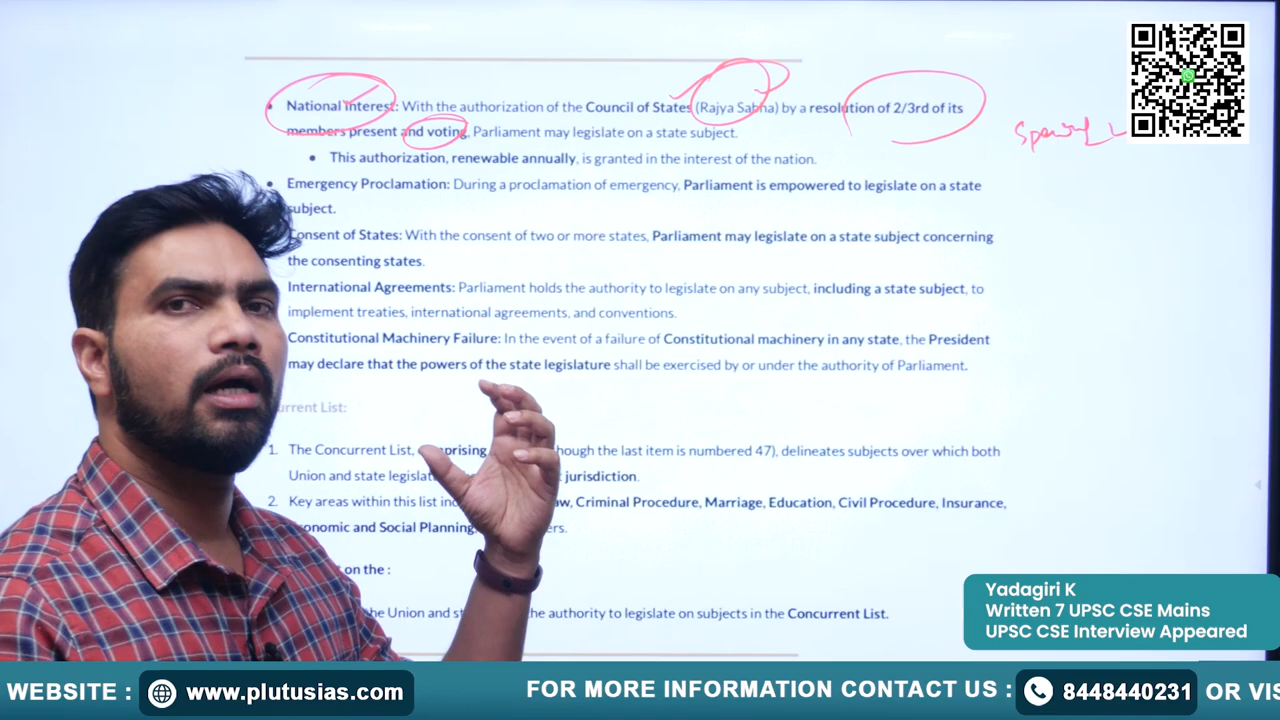 National Interest: With the authorization of the Council of States (Rajya Sabha) by a resolution of 2/3rd of its
members present and voting, Parliament may legislate on a state subject.
This authorization, renewable annually, is granted in the interest of the nation.
Emergency Proclamation: During a proclamation of emergency, Parliament is empowered to legislate on a state
subject.
Consent of States: With the consent of two or more states, Parliament may legislate on a state subject concerning
the consenting states.
International Agreements: Parliament holds the authority to legislate on any subject, including a state subject, to
implement treaties, international agreements, and conventions.
Constitutional Machinery Failure: In the event of a failure of Constitutional machinery in any state, the President
may declare that the powers of the state legislature shall be exercised by or under the authority of Parliament.
urrent List:
1. The Concurrent List, prising hough the last item is numbered 47), delineates subjects over which both
Union and state legislat jurisdiction.
2. Key areas within this list inc aw, Criminal Procedure, Marriage, Education, Civil Procedure, Insurance,
onomic and Social Planning, ers.
on the :
the Union and st the authority to legislate on subjects in the Concurrent List.
Yadagiri K
Written 7 UPSC CSE Mains
UPSC CSE Interview Appeared
WEBSITE : www.plutusias.com FOR MORE INFORMATION CONTACT US : 8448440231 OR VIS